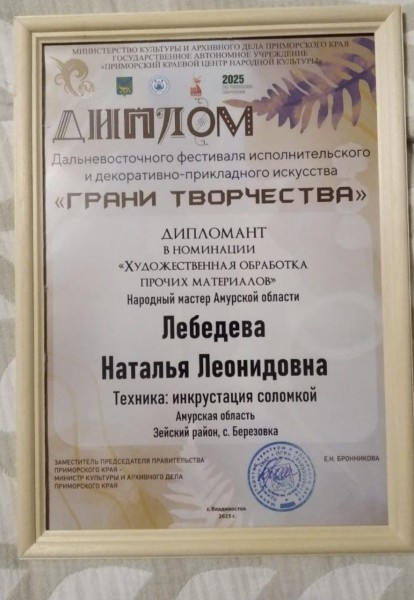 МИНИСТЕРСТВО КУЛЬТУРЫ И АРХИВНОГО ДЕЛА ПРИМОРСКОГО КРАЯ
ГОСУДАРСТВЕННОЕ АВТОНОМНОЕ УЧРЕЖДЕНИЕ
«ПРИМОРСКИЙ КРАЕВОЙ ЦЕНТР НАРОДНОЙ КУЛЬТУРЫ»
2025
ДИПЛОМ
Дальневосточного фестиваля исполнительского
и декоративно-прикладного искусства
«ГРАНИ ТВОРЧЕСТВА»
ДИПЛОМАНТ
В НОМИНАЦИИ
«ХУДОЖЕСТВЕННАЯ ОБРАБОТКА
ПРОЧИХ МАТЕРИАЛОВ»
Народный мастер Амурской области
Лебедева
Наталья Леонидовна
Техника: инкрустация соломкой
Амурская область
Зейский район, с. Березовка
ЗАМЕСТИТЕЛЬ ПРЕДСЕДАТЕЛЯ ПРАВИТЕЛЬСТВА
ПРИМОРСКОГО КРАЯ -
МИНИСТР КУЛЬТУРЫ И АРХИВНОГО ДЕЛА
ПРИМОРСКОГО КРАЯ
Е.Н. БРОННИКОВА
г. Владивосток
2025 г.